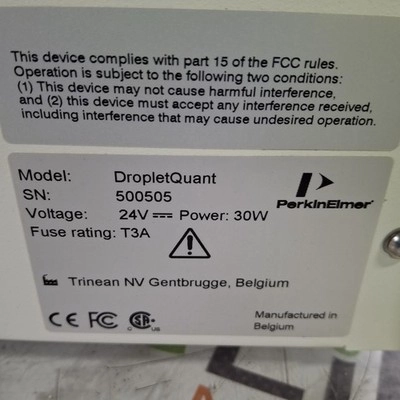 This device complies with part 15 of the FCC rules.
Operation is subject to the following two conditions:
(1) This device may not cause harmful interference,
and (2) this device must accept any interference received,
including interference that may cause undesired operation.
Model: DropletQuant
SN: 500505
Voltage: 24V Power: 30W
Fuse rating: T3A
PerkinElmer
Trinean NV Gentbrugge, Belgium
CE FC SA C US
Manufactured in
Belgium